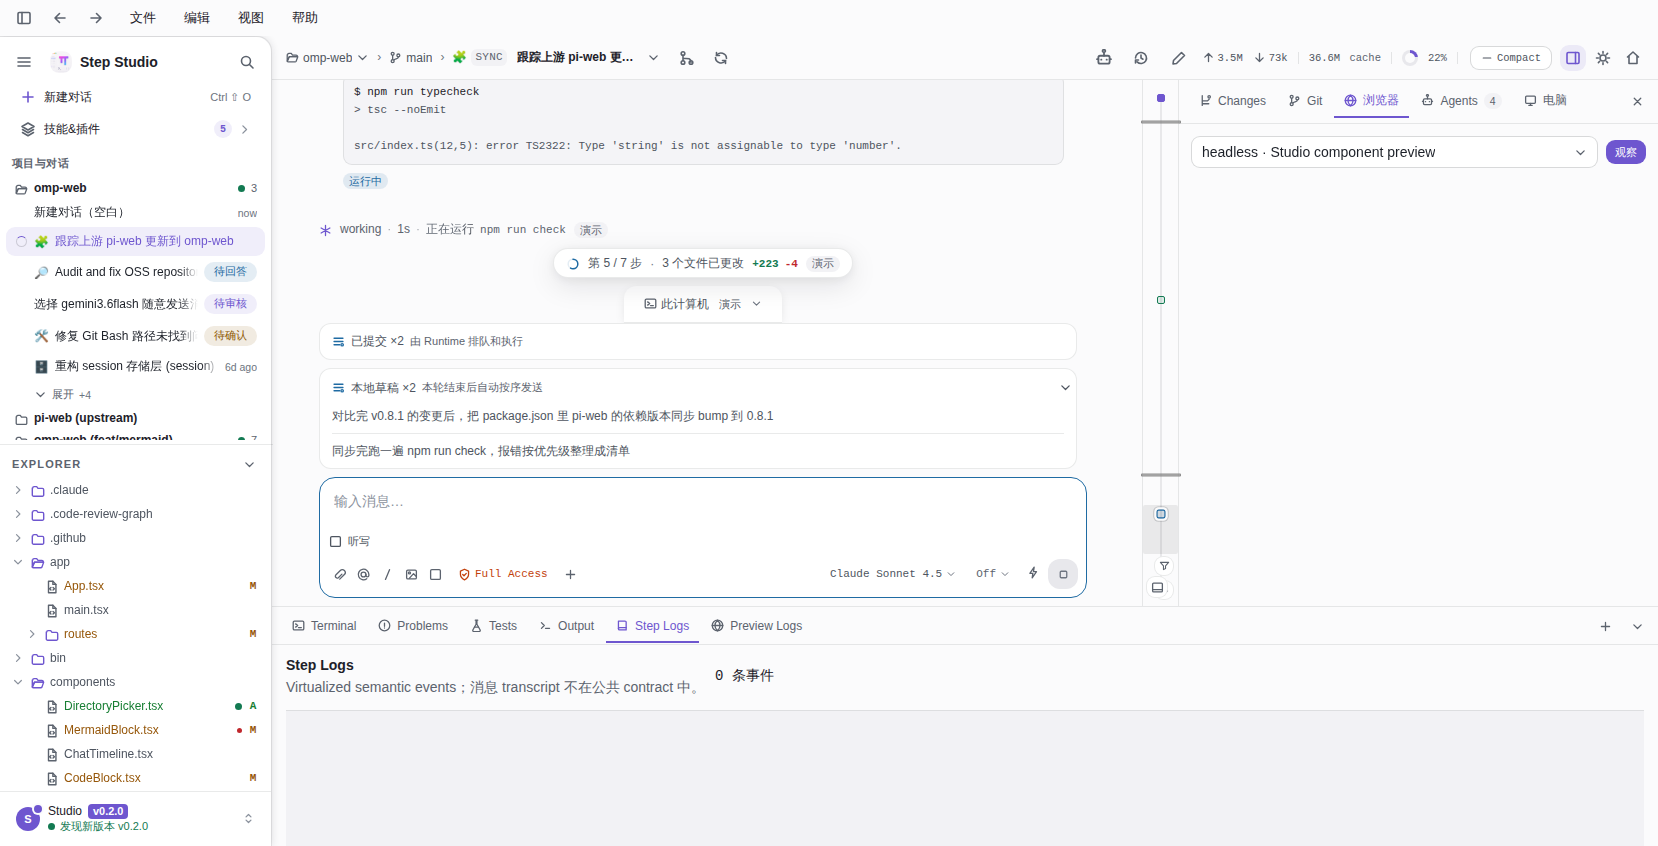 文件 编辑 视图 帮助
Step Studio
新建对话 Ctrl ⇧ O
技能&插件 5
项目与对话
omp-web 3
新建对话（空白） now
跟踪上游 pi-web 更新到 omp-web
Audit and fix OSS reposito 待回答
选择 gemini3.6flash 随意发送 待审核
修复 Git Bash 路径未找到 待确认
重构 session 存储层 (session) 6d ago
展开 +4
pi-web (upstream)
omp-web (feat/mermaid) 7
EXPLORER
.claude
.code-review-graph
.github
app
App.tsx M
main.tsx
routes M
bin
components
DirectoryPicker.tsx A
MermaidBlock.tsx M
ChatTimeline.tsx
CodeBlock.tsx M
S Studio v0.2.0
发现新版本 v0.2.0
omp-web › main › SYNC 跟踪上游 pi-web 更… 3.5M 73k 36.6M cache 22% Compact
$ npm run typecheck
> tsc --noEmit
src/index.ts(12,5): error TS2322: Type 'string' is not assignable to type 'number'.
运行中
working · 1s · 正在运行 npm run check 演示
第 5 / 7 步 · 3 个文件已更改 +223 -4 演示
此计算机 演示
已提交 ×2 由 Runtime 排队和执行
本地草稿 ×2 本轮结束后自动按序发送
对比完 v0.8.1 的变更后，把 package.json 里 pi-web 的依赖版本同步 bump 到 0.8.1
同步完跑一遍 npm run check，报错按优先级整理成清单
输入消息…
听写
Full Access Claude Sonnet 4.5 Off
Changes Git 浏览器 Agents 4 电脑
headless · Studio component preview 观察
Terminal Problems Tests Output Step Logs Preview Logs
Step Logs
Virtualized semantic events；消息 transcript 不在公共 contract 中。 0 条事件